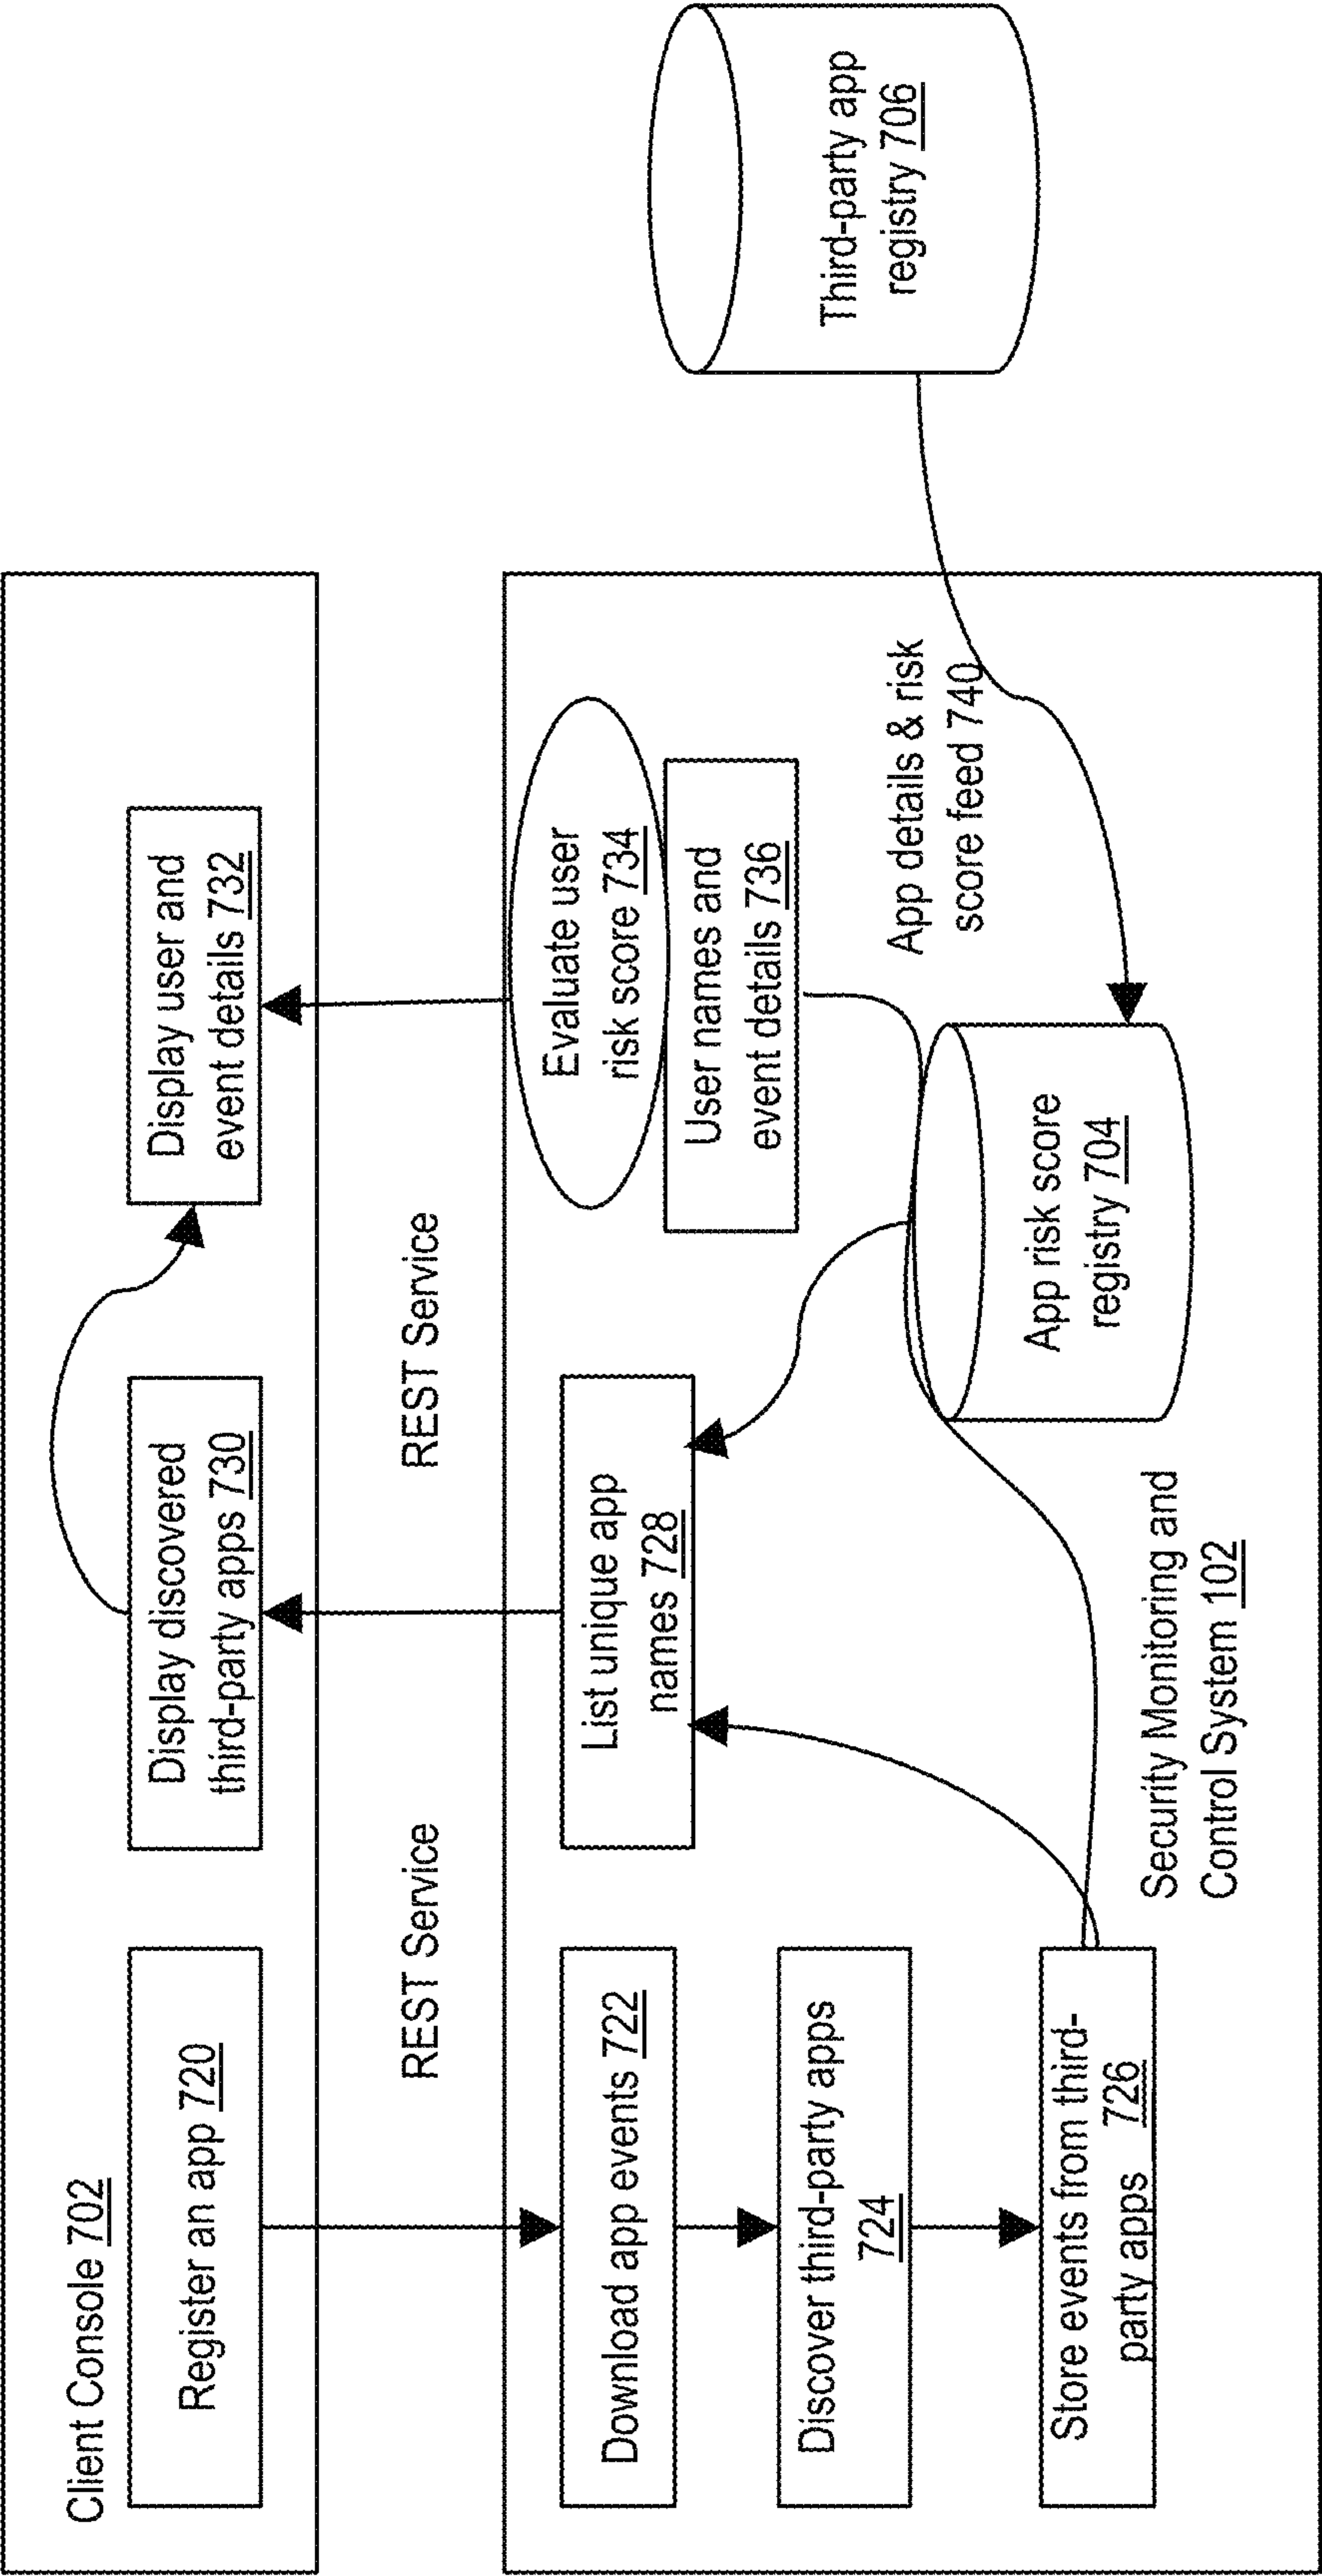 Client Console 702
Register an app 720
Display discovered
third-party apps 730
Display user and
event details 732
REST Service
REST Service
Download app events 722
Discover third-party apps
724
Store events from third-
party apps 726
List unique app
names 728
Evaluate user
risk score 734
User names and
event details 736
App details & risk
score feed 740
App risk score
registry 704
Security Monitoring and
Control System 102
Third-party app
registry 706